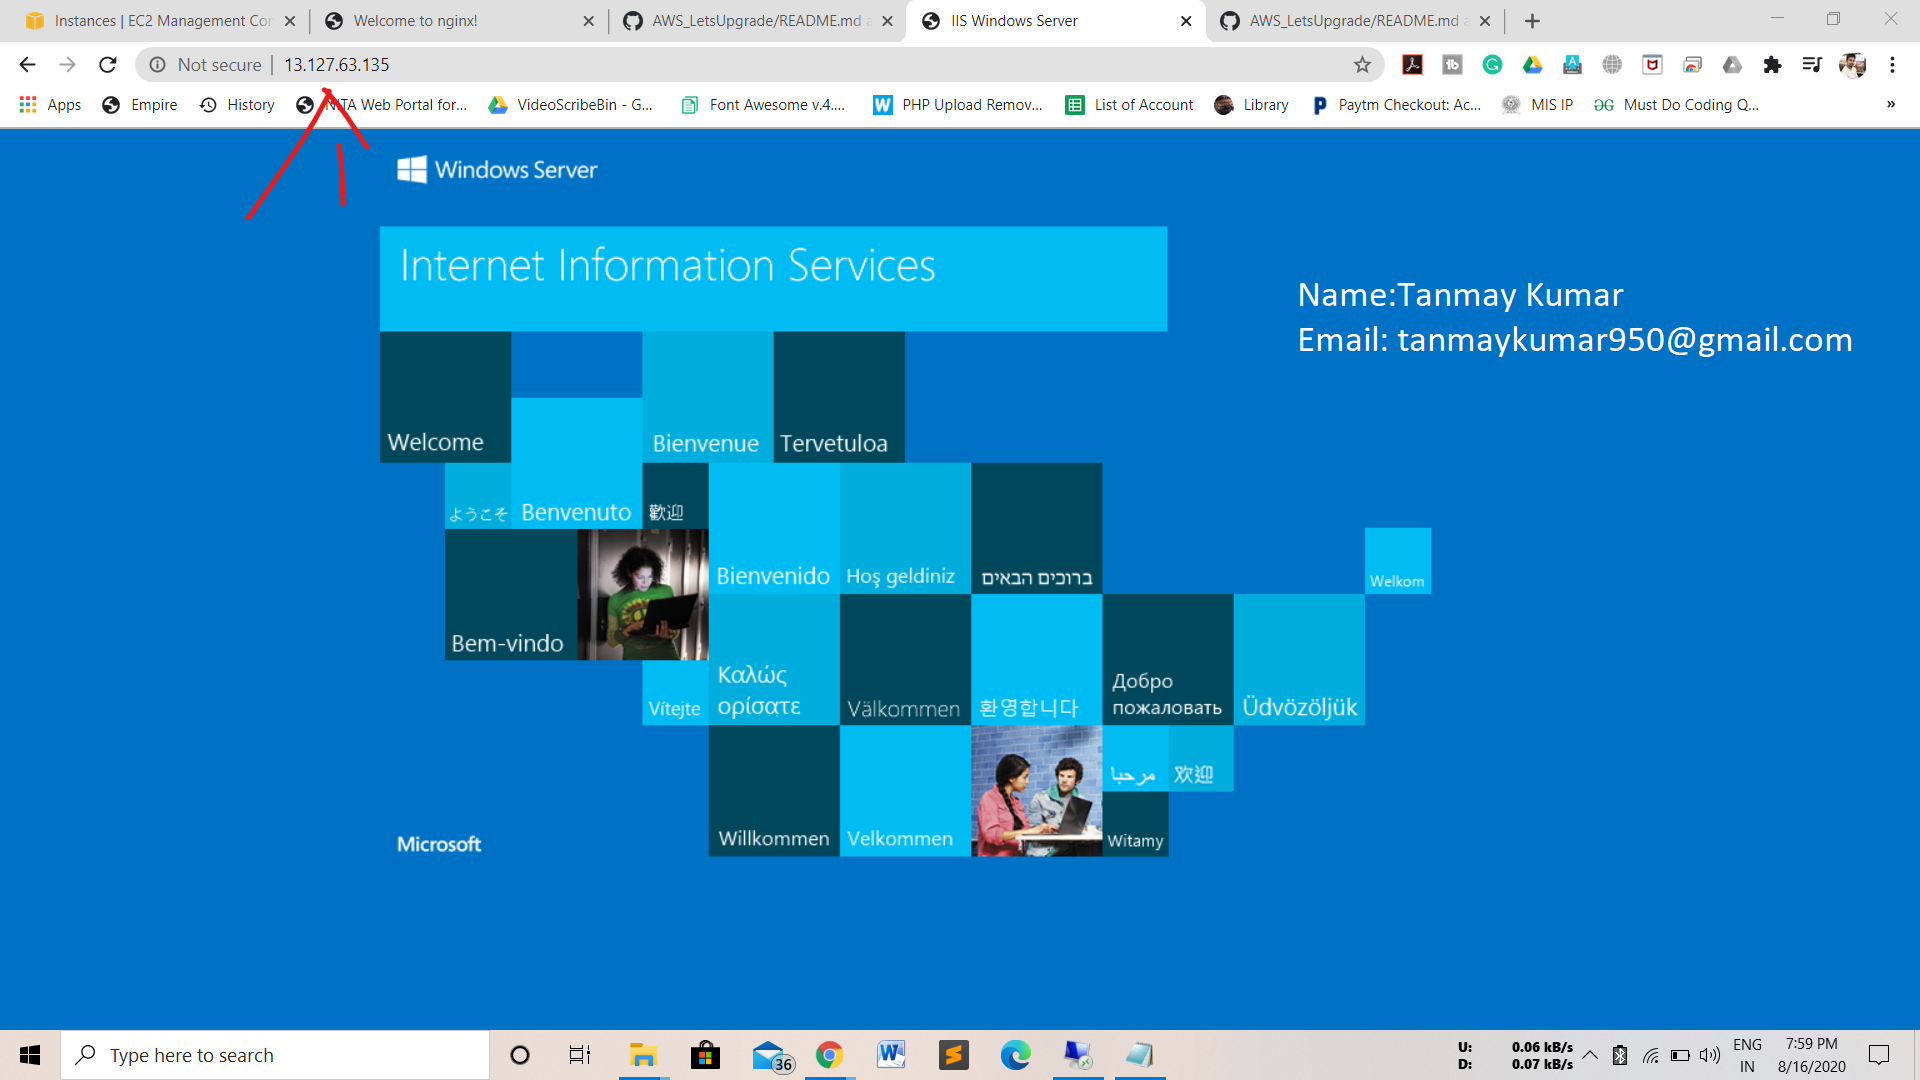 Instances | EC2 Management Con
Welcome to nginx!
AWS_LetsUpgrade/README.md a
IIS Windows Server
AWS_LetsUpgrade/README.md a
Not secure | 13.127.63.135
Apps
Empire
History
NITA Web Portal for...
VideoScribeBin - G...
Font Awesome v.4....
PHP Upload Remov...
List of Account
Library
Paytm Checkout: Ac...
MIS IP
Must Do Coding Q...
»
Windows Server
Internet Information Services
Name:Tanmay Kumar
Email: tanmaykumar950@gmail.com
Welcome
Bienvenue
Tervetuloa
ようこそ
Benvenuto
歡迎
Bienvenido
Hoş geldiniz
ברוכים הבאים
Welkom
Bem-vindo
Vítejte
Καλώς
ορίσατε
Välkommen
환영합니다
Добро
пожаловать
Üdvözöljük
مرحبا
欢迎
Willkommen
Velkommen
Witamy
Microsoft
Type here to search
36
U: 0.06 kB/s
D: 0.07 kB/s
ENG
IN
7:59 PM
8/16/2020